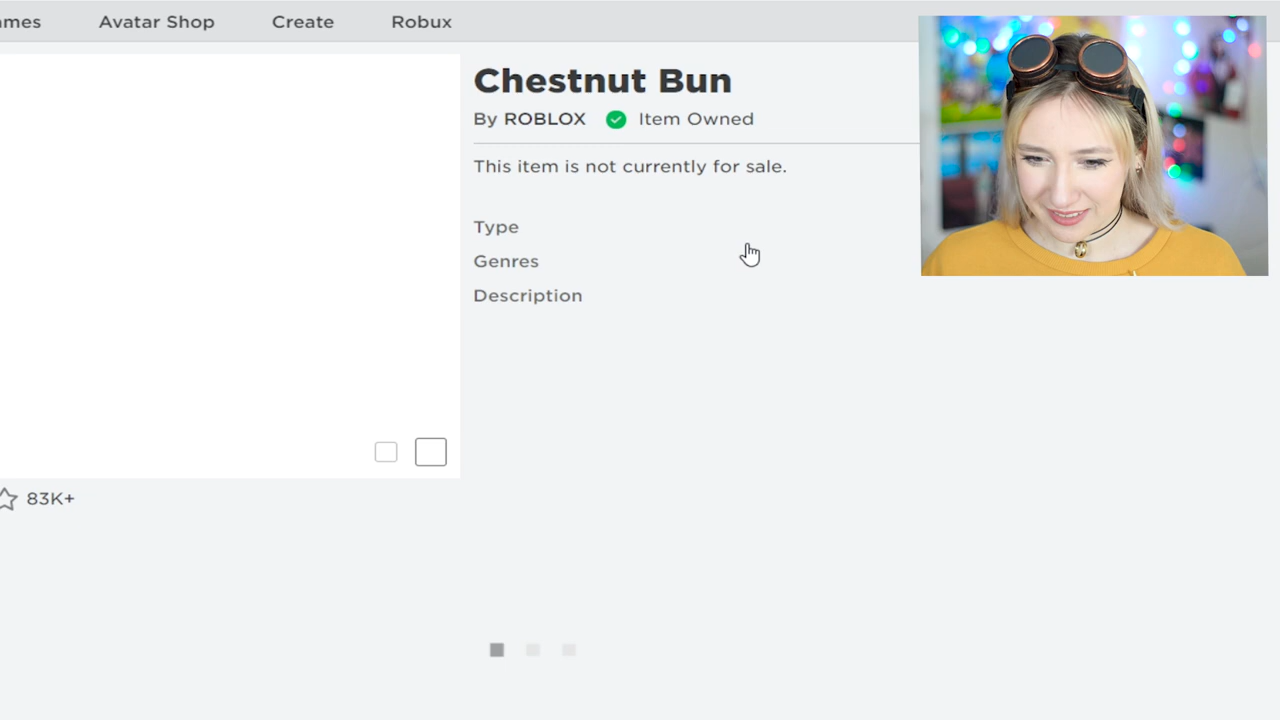 ames Avatar Shop Create Robux
Chestnut Bun
By ROBLOX Item Owned
This item is not currently for sale.
Type
Genres
Description
83K+